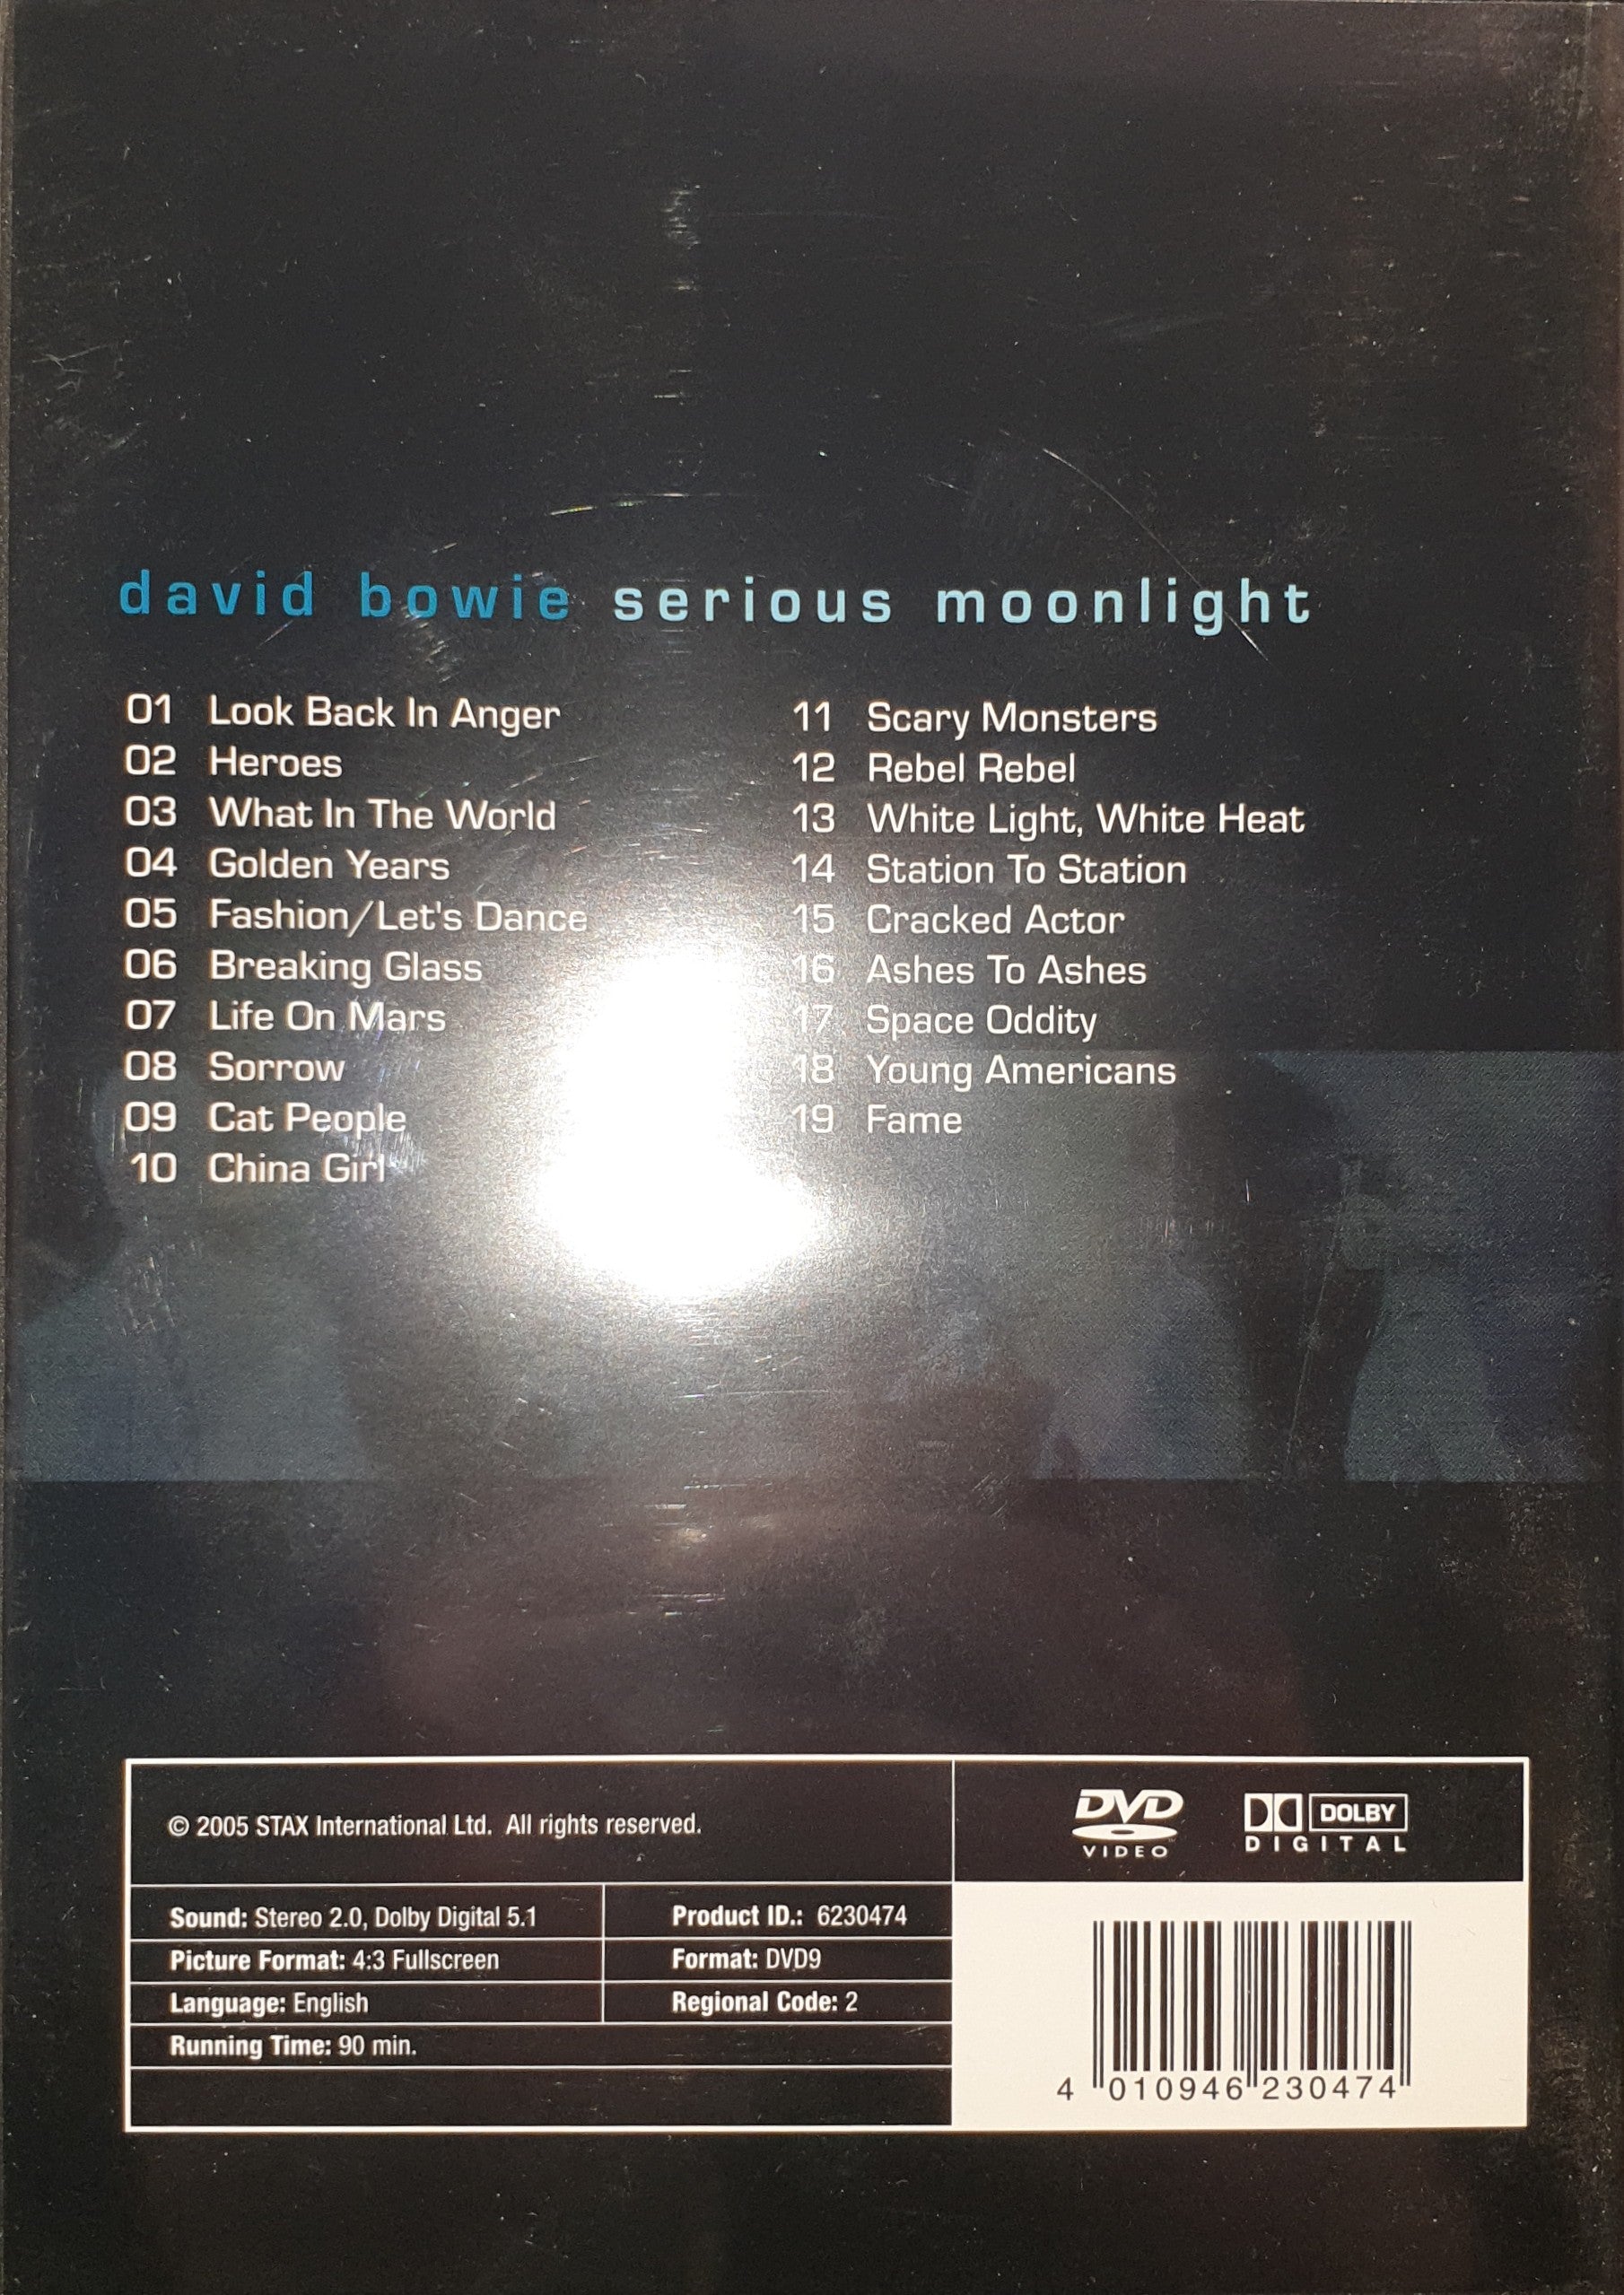 david bowie serious moonlight
01 Look Back In Anger
02 Heroes
03 What In The World
04 Golden Years
05 Fashion/Let's Dance
06 Breaking Glass
07 Life On Mars
08 Sorrow
09 Cat People
10 China Girl
11 Scary Monsters
12 Rebel Rebel
13 White Light, White Heat
14 Station To Station
15 Cracked Actor
16 Ashes To Ashes
17 Space Oddity
18 Young Americans
19 Fame
© 2005 STAX International Ltd. All rights reserved.
DVD
VIDEO
DOLBY
DIGITAL
Sound: Stereo 2.0, Dolby Digital 5.1
Product ID.: 6230474
Picture Format: 4:3 Fullscreen
Format: DVD9
Language: English
Regional Code: 2
Running Time: 90 min.
4 010946 230474